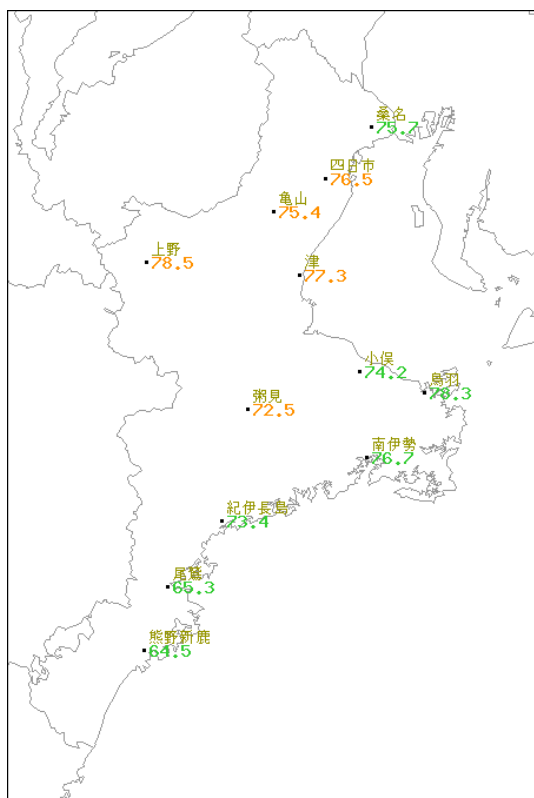 桑名
75.7
四日市
76.5
亀山
75.4
上野
78.5
津
77.3
小俣
74.2
鳥羽
78.3
粥見
72.5
南伊勢
76.7
紀伊長島
73.4
尾鷲
65.3
熊野新鹿
64.5